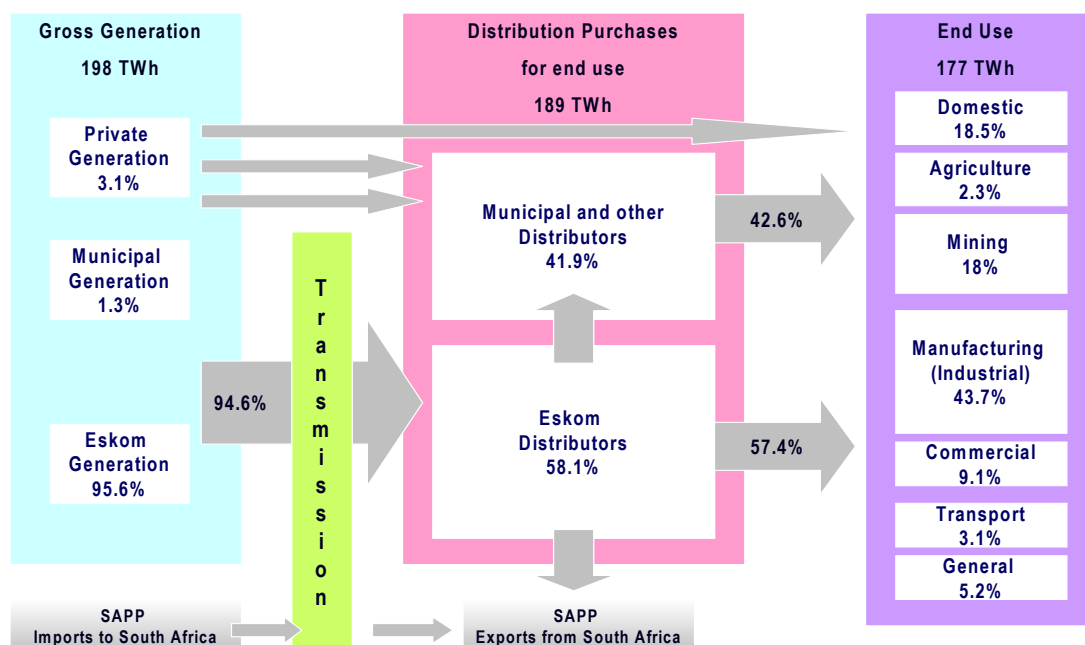 Gross Generation
198 TWh
Private
Generation
3.1%
Municipal
Generation
1.3%
Eskom
Generation
95.6%
94.6%
Transmission
Distribution Purchases
for end use
189 TWh
Municipal and other
Distributors
41.9%
Eskom
Distributors
58.1%
42.6%
57.4%
End Use
177 TWh
Domestic
18.5%
Agriculture
2.3%
Mining
18%
Manufacturing
(Industrial)
43.7%
Commercial
9.1%
Transport
3.1%
General
5.2%
SAPP
Imports to South Africa
SAPP
Exports from South Africa